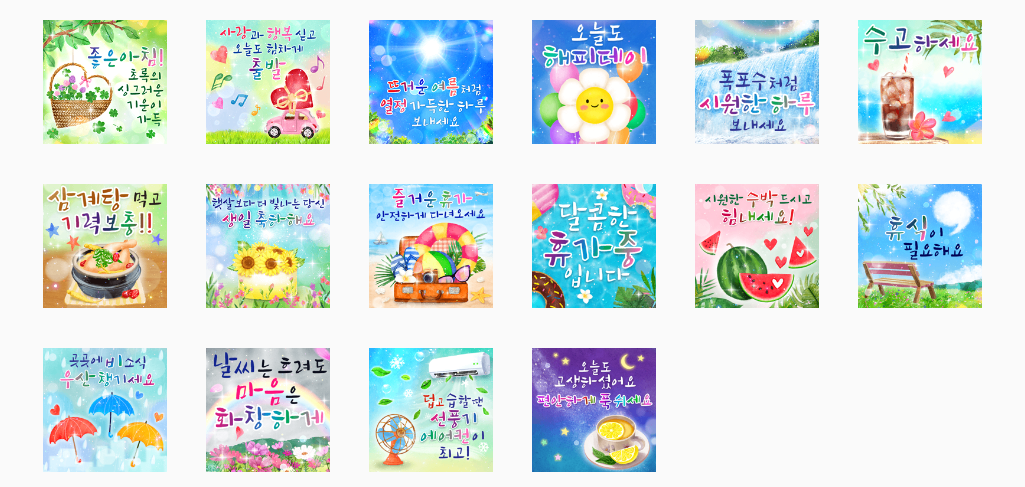 좋은아침!
초록의
싱그러운
기운이
가득
사랑과 행복 싣고
오늘도 힘차게
출발
뜨거운 여름처럼
열정 가득한 하루
보내세요
오늘도
해피데이
폭포수처럼
시원한 하루
보내세요
수고하세요
삼계탕 먹고
기력보충!!
햇살보다 더 빛나는 당신
생일 축하해요
즐거운 휴가
안전하게 다녀오세요
달콤한
휴가중
입니다
시원한 수박 드시고
힘내세요!
휴식이
필요해요
곳곳에 비소식
우산 챙기세요
날씨는 흐려도
마음은
화창하게
덥고 습할 땐
선풍기
에어컨이
최고!
오늘도
고생하셨어요
편안하게 푹 쉬세요